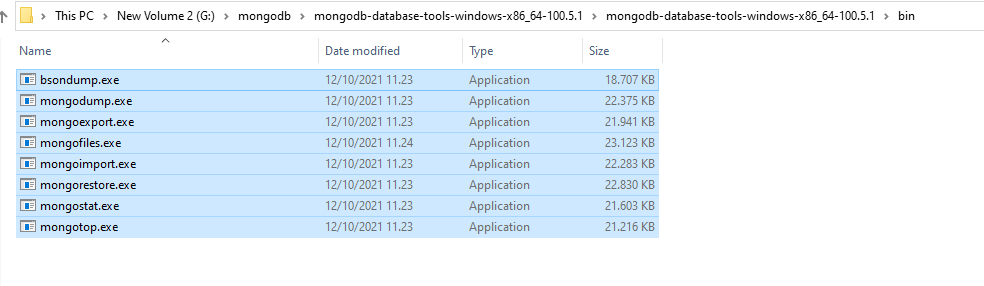 This PC > New Volume 2 (G:) > mongodb > mongodb-database-tools-windows-x86_64-100.5.1 > mongodb-database-tools-windows-x86_64-100.5.1 > bin
Name Date modified Type Size
bsondump.exe 12/10/2021 11.23 Application 18.707 KB
mongodump.exe 12/10/2021 11.23 Application 22.375 KB
mongoexport.exe 12/10/2021 11.23 Application 21.941 KB
mongofiles.exe 12/10/2021 11.24 Application 23.123 KB
mongoimport.exe 12/10/2021 11.23 Application 22.283 KB
mongorestore.exe 12/10/2021 11.23 Application 22.830 KB
mongostat.exe 12/10/2021 11.23 Application 21.603 KB
mongotop.exe 12/10/2021 11.23 Application 21.216 KB